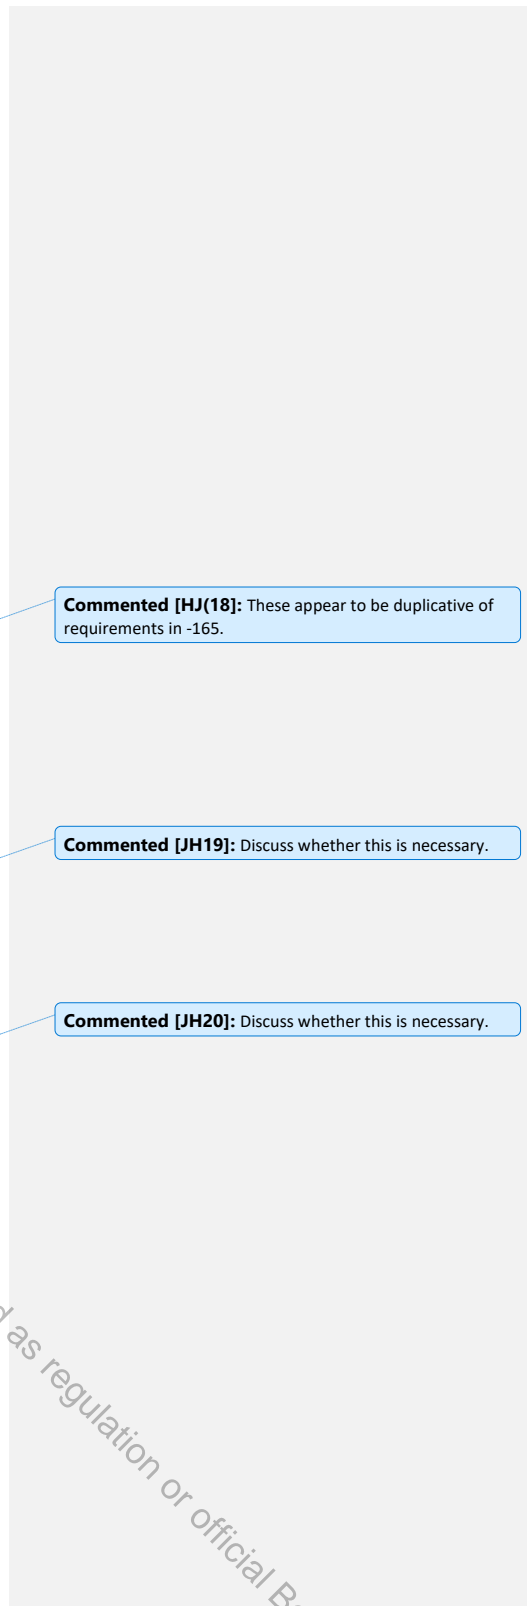 Commented [HJ(18]: These appear to be duplicative of
requirements in -165.
Commented [JH19]: Discuss whether this is necessary.
Commented [JH20]: Discuss whether this is necessary.
as regulation or official